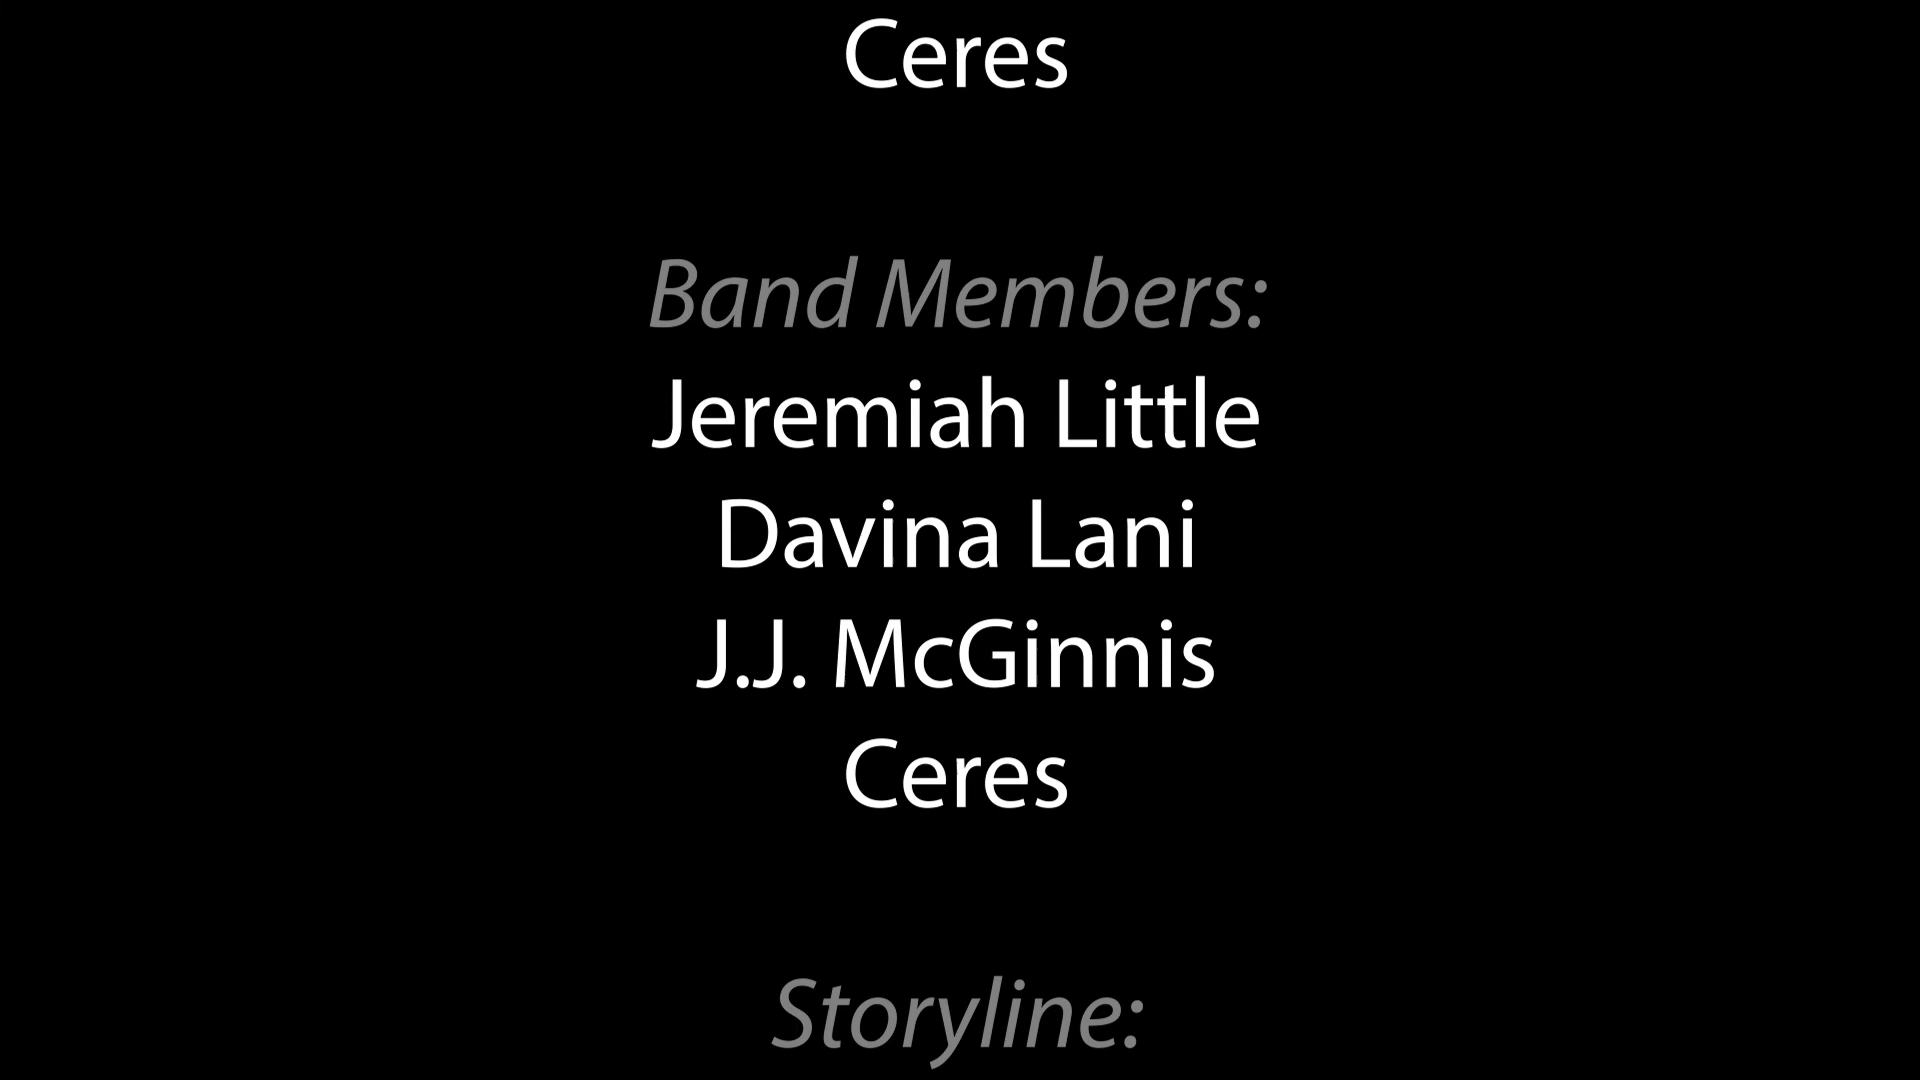 Ceres
Band Members:
Jeremiah Little
Davina Lani
J.J. McGinnis
Ceres
Storyline: